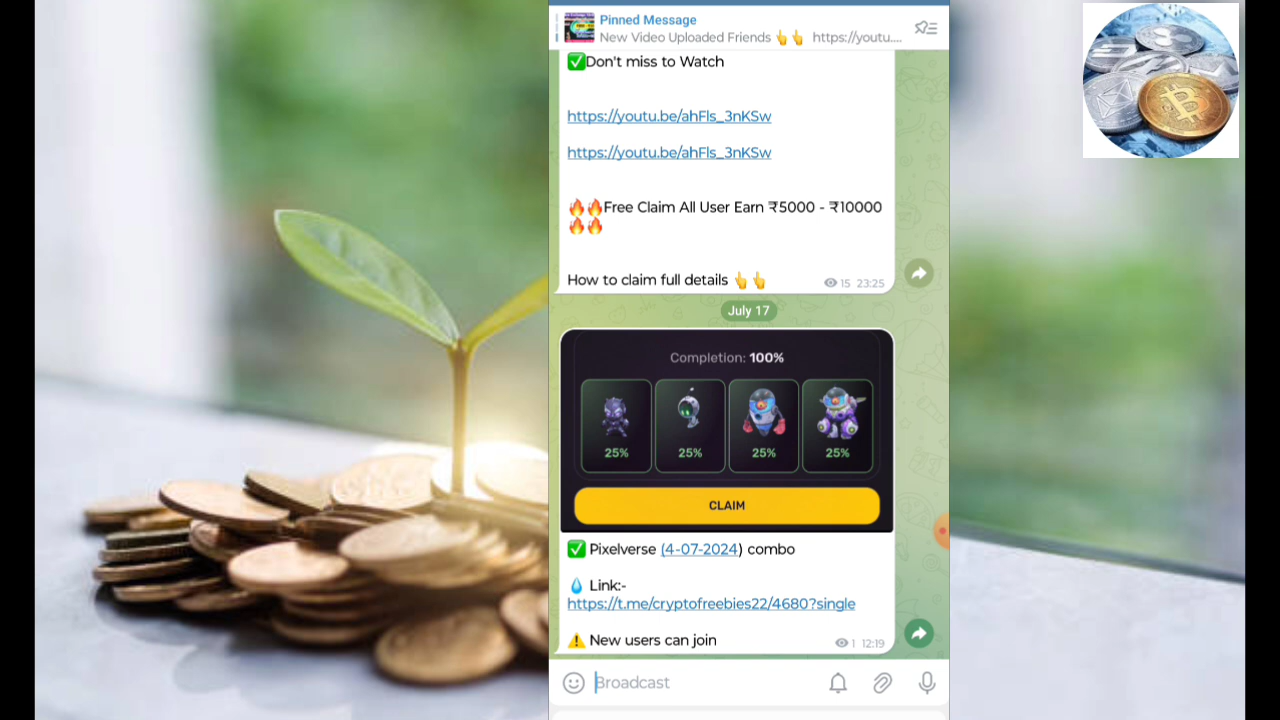 Pinned Message
New Video Uploaded Friends 👆👆 https://youtu....
✅Don't miss to Watch
https://youtu.be/ahFls_3nKSw
https://youtu.be/ahFls_3nKSw
🔥🔥Free Claim All User Earn ₹5000 - ₹10000
🔥🔥
How to claim full details 👆👆
15 23:25
July 17
Completion: 100%
25% 25% 25% 25%
CLAIM
✅ Pixelverse (4-07-2024) combo
💧 Link:-
https://t.me/cryptofreebies22/4680?single
⚠️ New users can join
1 12:19
Broadcast